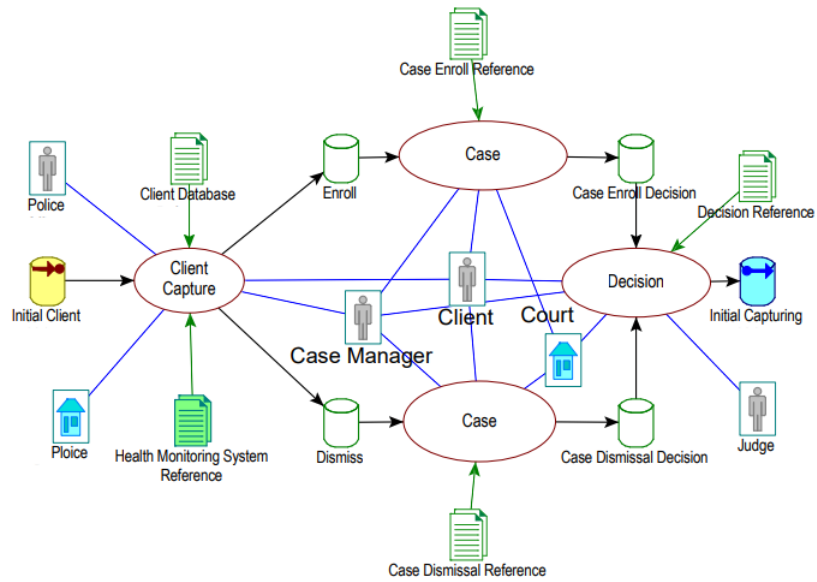 Case Enroll Reference
Police
Client Database
Enroll
Case
Case Enroll Decision
Decision Reference
Initial Client
Client
Capture
Client
Court
Case Manager
Decision
Initial Capturing
Ploice
Health Monitoring System
Reference
Dismiss
Case
Case Dismissal Decision
Judge
Case Dismissal Reference